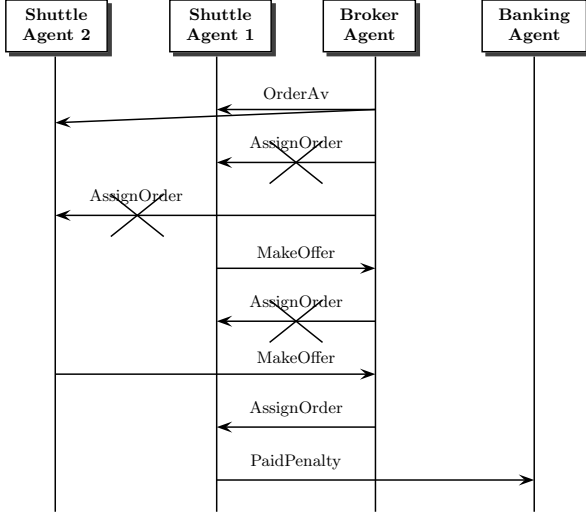 Shuttle
Agent 2
Shuttle
Agent 1
Broker
Agent
Banking
Agent
OrderAv
AssignOrder
AssignOrder
MakeOffer
AssignOrder
MakeOffer
AssignOrder
PaidPenalty